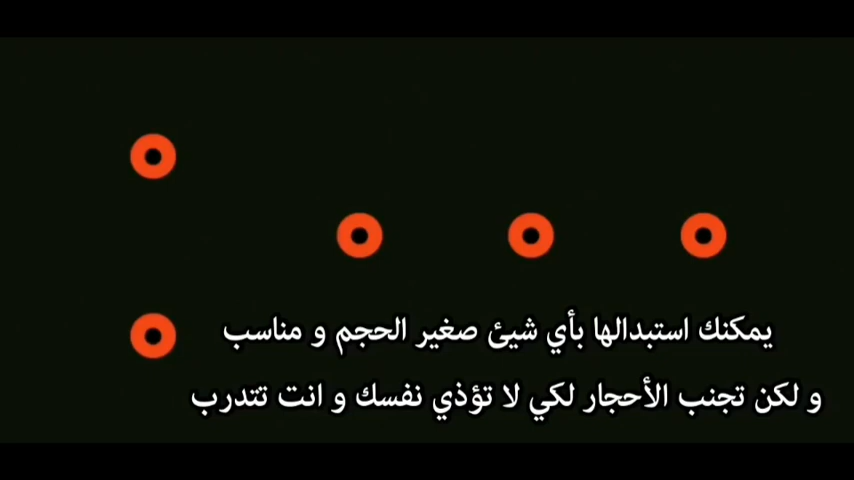 يمكنك استبدالها بأي شيئ صغير الحجم و مناسب
و لكن تجنب الأحجار لكي لا تؤذي نفسك و انت تتدرب